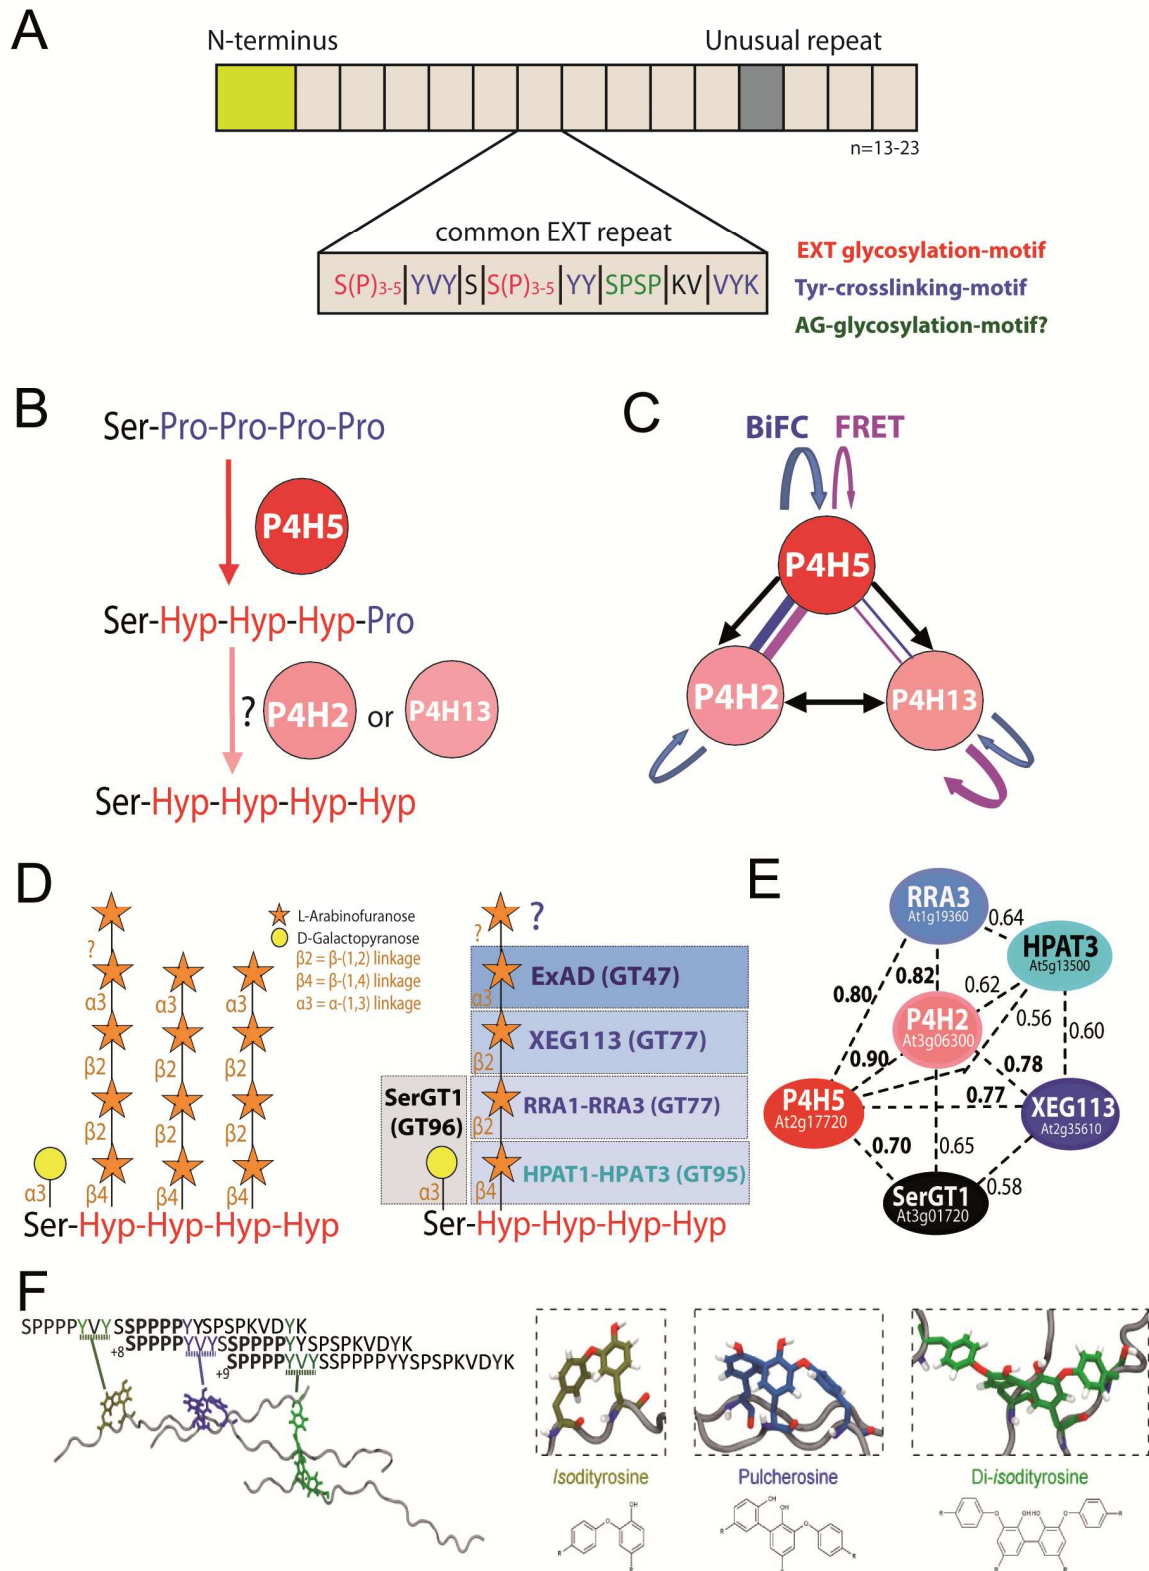 A
N-terminus
Unusual repeat
n=13-23
common EXT repeat
S(P)3-5|YVY|S|S(P)3-5|YY|SPSP|KV|VYK
EXT glycosylation-motif
Tyr-crosslinking-motif
AG-glycosylation-motif?
B
Ser-Pro-Pro-Pro-Pro
P4H5
Ser-Hyp-Hyp-Hyp-Pro
? P4H2 or P4H13
Ser-Hyp-Hyp-Hyp-Hyp
C
BiFC FRET
P4H5
P4H2
P4H13
D
?
α3 α3 α3
β2 β2 β2
β2 β2 β2
α3 β4 β4 β4
Ser-Hyp-Hyp-Hyp-Hyp
L-Arabinofuranose
D-Galactopyranose
β2 = β-(1,2) linkage
β4 = β-(1,4) linkage
α3 = α-(1,3) linkage
?
?
ExAD (GT47)
α3
XEG113 (GT77)
β2
SerGT1
(GT96)
RRA1-RRA3 (GT77)
β2
HPAT1-HPAT3 (GT95)
α3 β4
Ser-Hyp-Hyp-Hyp-Hyp
E
RRA3
At1g19360
0.64
HPAT3
At5g13500
0.82
0.80
0.62
0.56
0.60
P4H2
At3g06300
0.90
0.78
0.77
P4H5
At2g17720
XEG113
At2g35610
0.70
0.65
0.58
SerGT1
At3g01720
F
SPPPPYVYSSPPPPYYSPSPKVDYK
+8 SPPPPYVYSSPPPPYYSPSPKVDYK
+9 SPPPPYVYSSPPPPYYSPSPKVDYK
Isodityrosine
Pulcherosine
Di-isodityrosine
OH
O
R
R
OH
OH
O
R
R
R
O
OH
HO
O
R
R
R
R